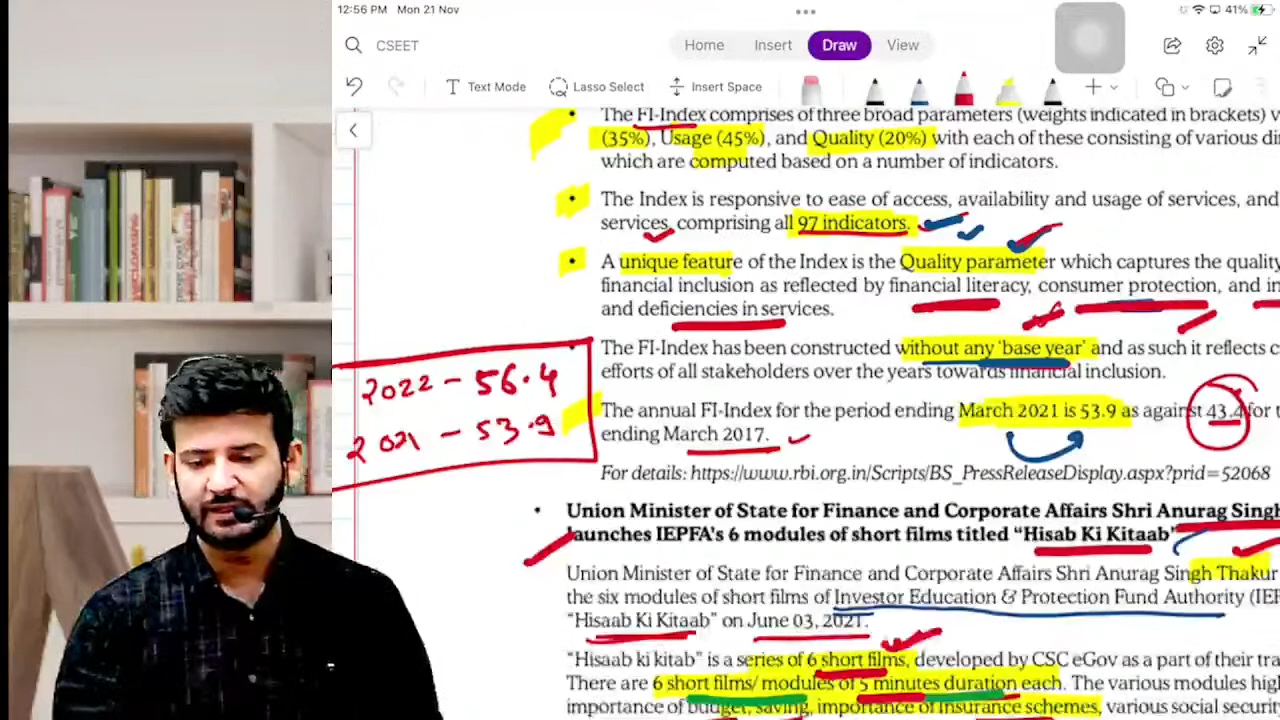 12:56 PM Mon 21 Nov
41%
CSEET
Home Insert Draw View
Text Mode Lasso Select Insert Space
• The FI-Index comprises of three broad parameters (weights indicated in brackets)
(35%), Usage (45%), and Quality (20%) with each of these consisting of various
which are computed based on a number of indicators.
• The Index is responsive to ease of access, availability and usage of services, and
services, comprising all 97 indicators.
• A unique feature of the Index is the Quality parameter which captures the quality
financial inclusion as reflected by financial literacy, consumer protection, and
and deficiencies in services.
• The FI-Index has been constructed without any 'base year' and as such it reflects
efforts of all stakeholders over the years towards financial inclusion.
2022 - 56.4
2021 - 53.9
The annual FI-Index for the period ending March 2021 is 53.9 as against 43.4 for
ending March 2017.
For details: https://www.rbi.org.in/Scripts/BS_PressReleaseDisplay.aspx?prid=52068
• Union Minister of State for Finance and Corporate Affairs Shri Anurag Singh
launches IEPFA's 6 modules of short films titled "Hisab Ki Kitaab"
Union Minister of State for Finance and Corporate Affairs Shri Anurag Singh Thakur
the six modules of short films of Investor Education & Protection Fund Authority
"Hisaab Ki Kitaab" on June 03, 2021.
"Hisaab ki kitab" is a series of 6 short films, developed by CSC eGov as a part of their
There are 6 short films/ modules of 5 minutes duration each. The various modules
importance of budget, saving, importance of insurance schemes, various social